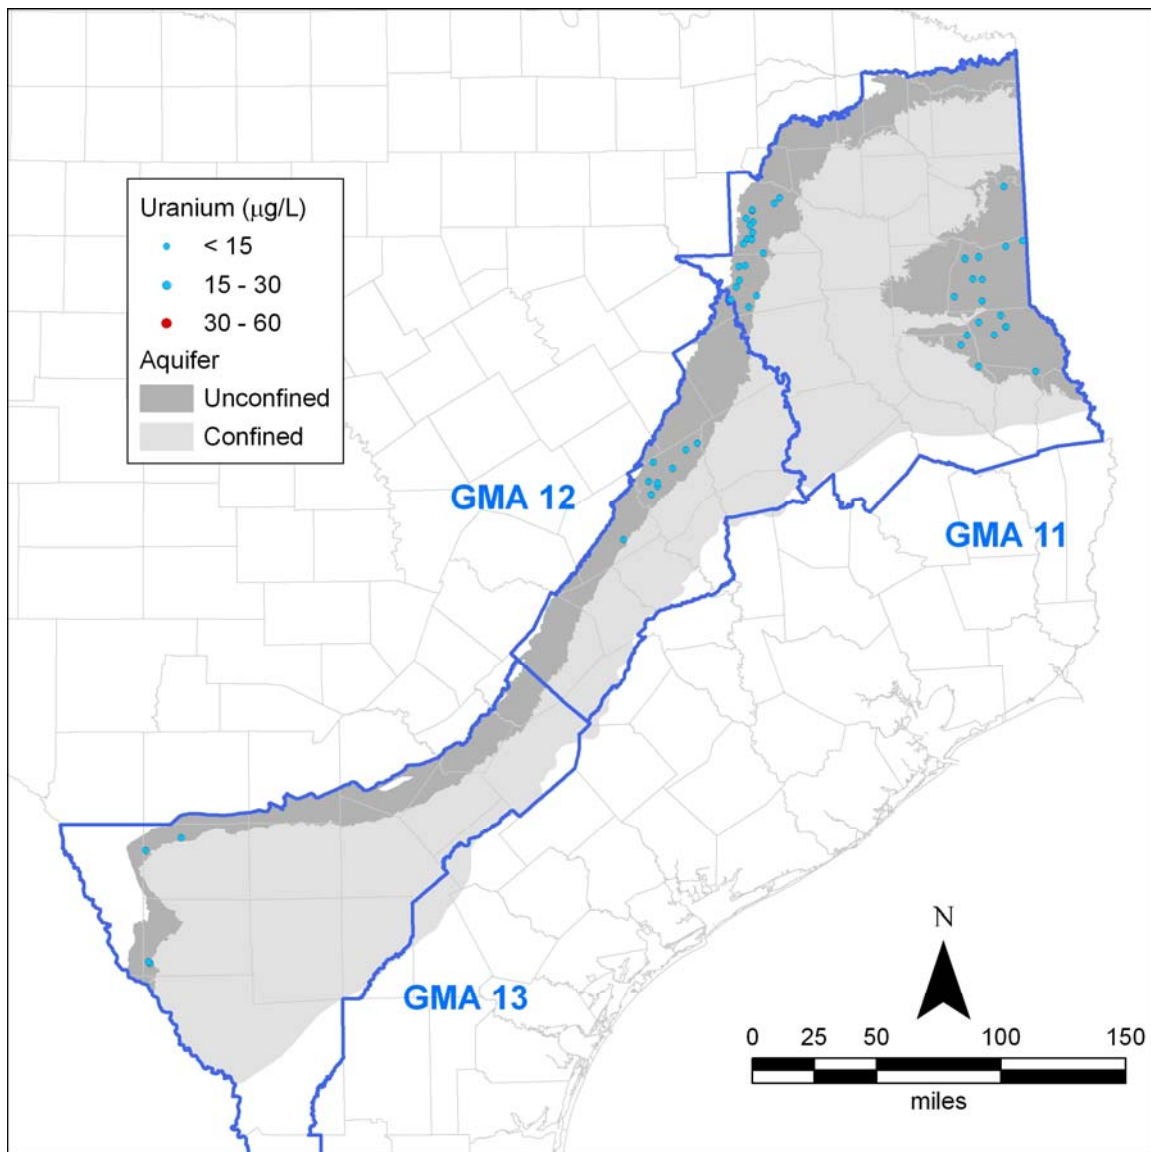 Uranium (μg/L)
< 15
15 - 30
30 - 60
Aquifer
Unconfined
Confined
GMA 12
GMA 11
GMA 13
N
0 25 50 100 150
miles